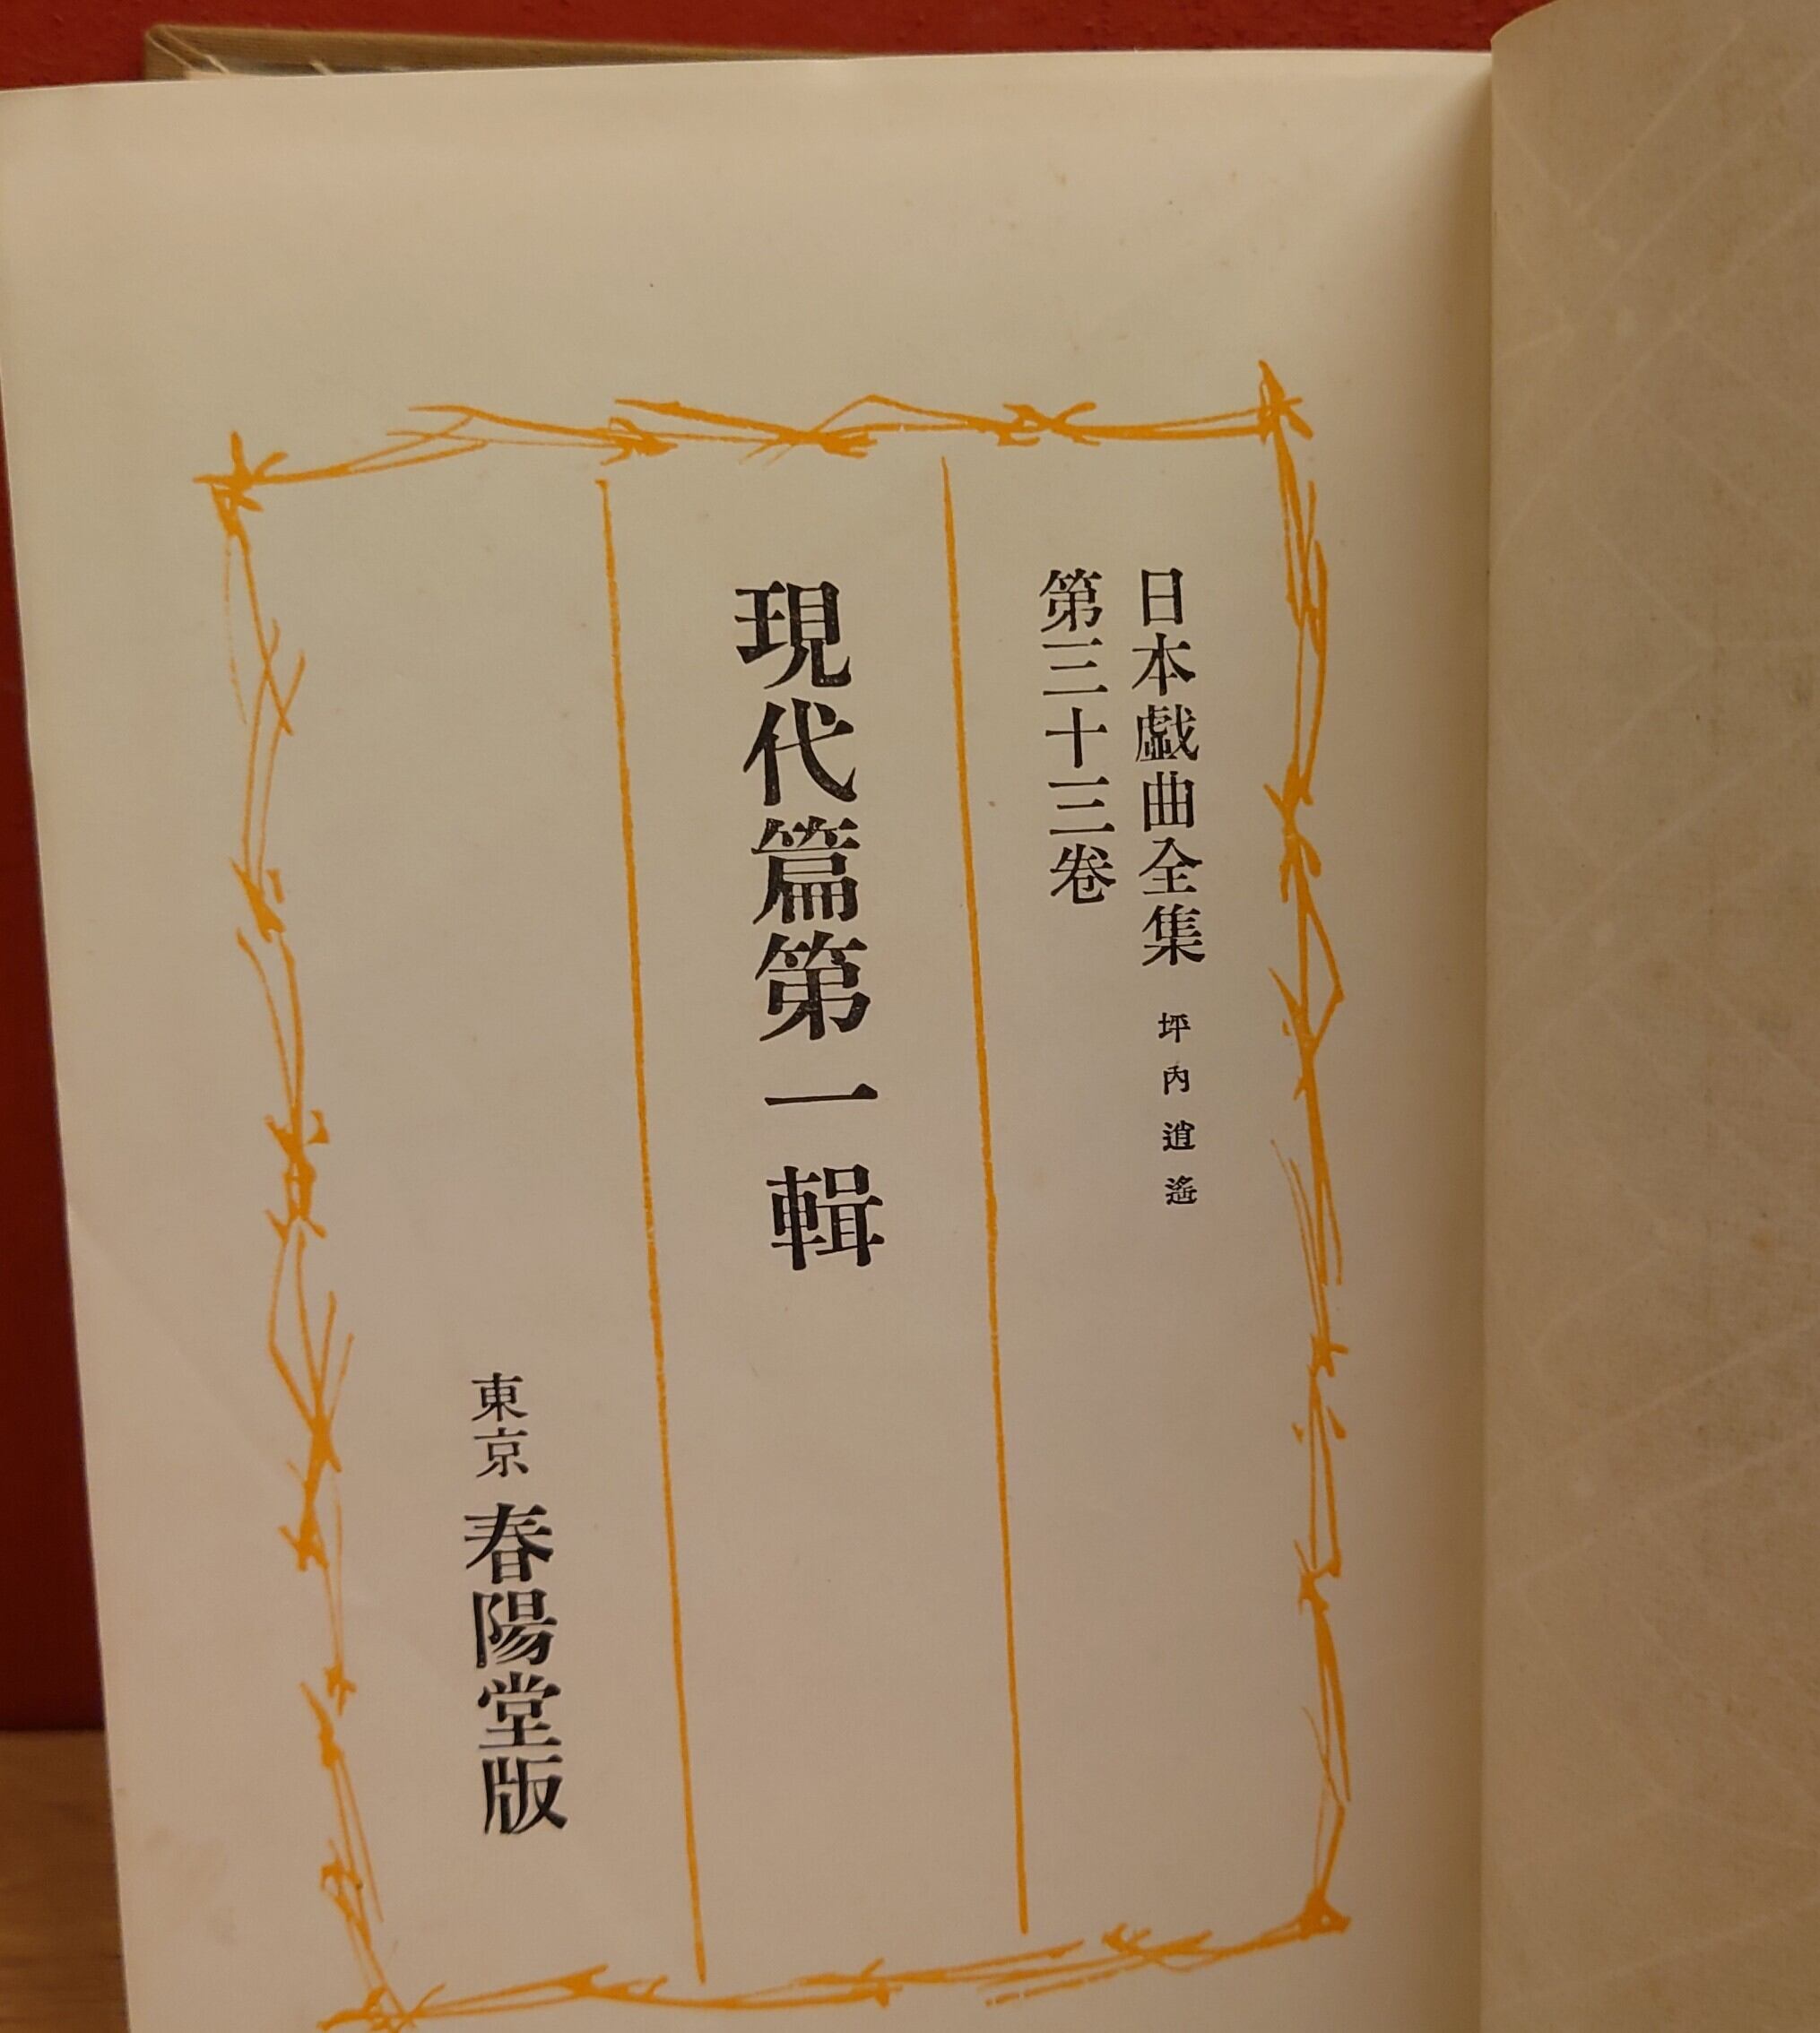 日本戯曲全集 坪内逍遙
第三十三卷
現代篇第一輯
東京 春陽堂版